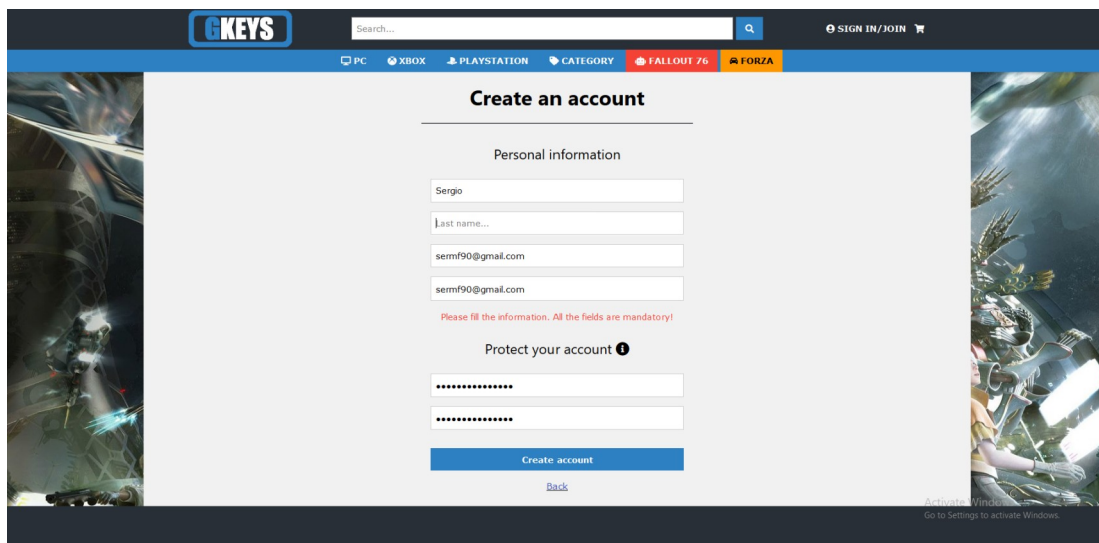 GKEYS
Search...
SIGN IN/JOIN
PC XBOX PLAYSTATION CATEGORY FALLOUT 76 FORZA
Create an account
Personal information
Sergio
Last name...
sermf90@gmail.com
sermf90@gmail.com
Please fill the information. All the fields are mandatory!
Protect your account
•••••••••••••••
•••••••••••••••
Create account
Back
Activate Windows
Go to Settings to activate Windows.